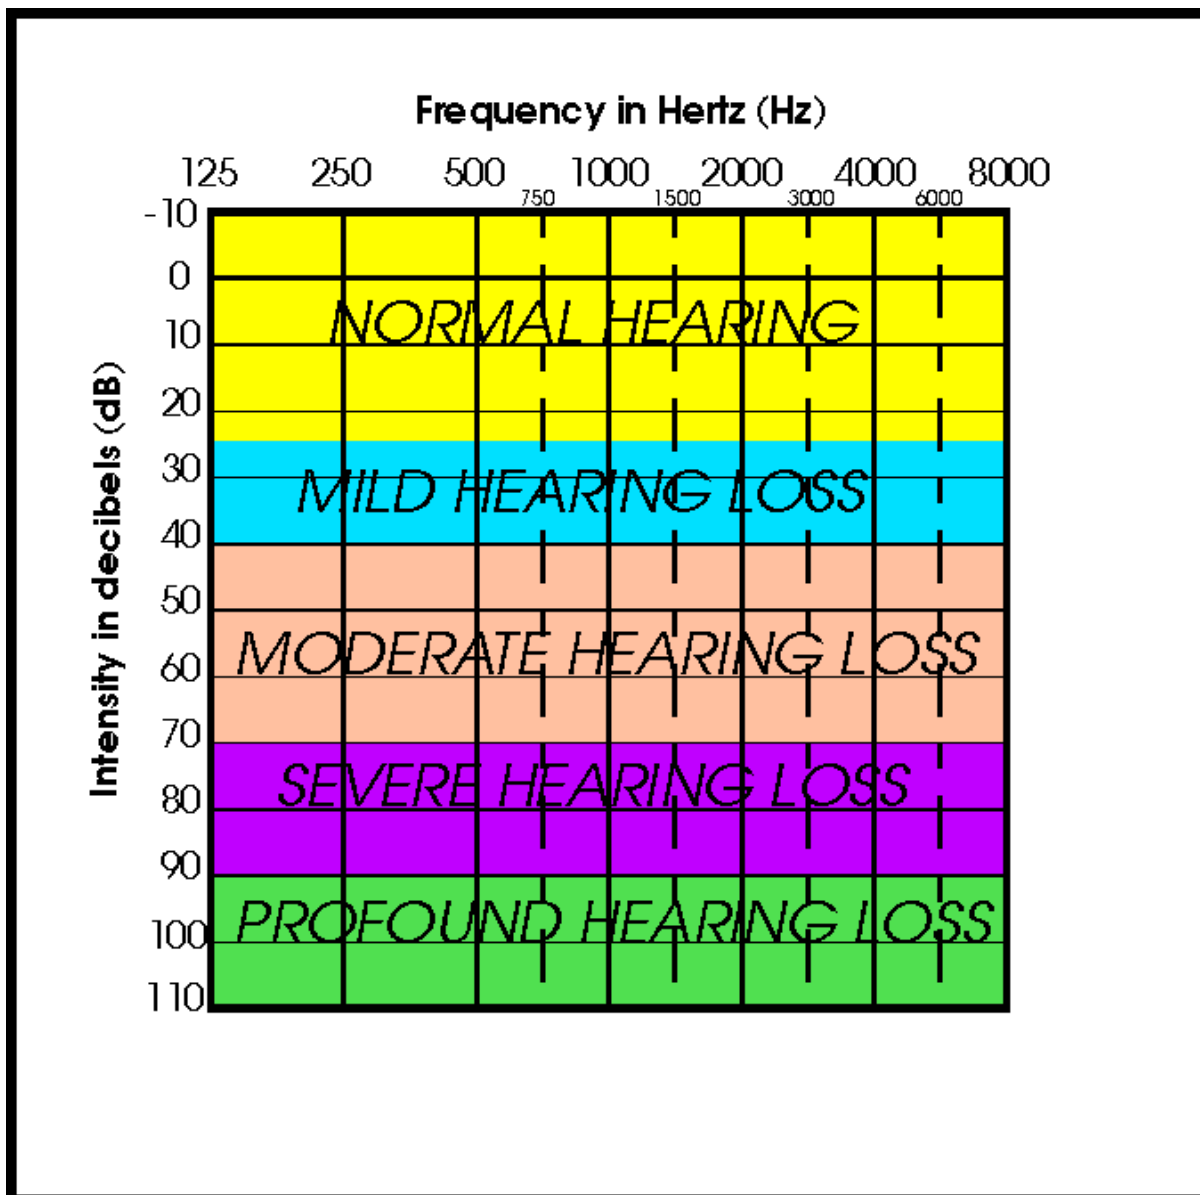 Frequency in Hertz (Hz)
125 250 500 1000 2000 4000 8000
750 1500 3000 6000
-10
0
NORMAL HEARING
10
20
30
MILD HEARING LOSS
40
50
MODERATE HEARING LOSS
60
70
SEVERE HEARING LOSS
80
90
PROFOUND HEARING LOSS
100
110
Intensity in decibels (dB)